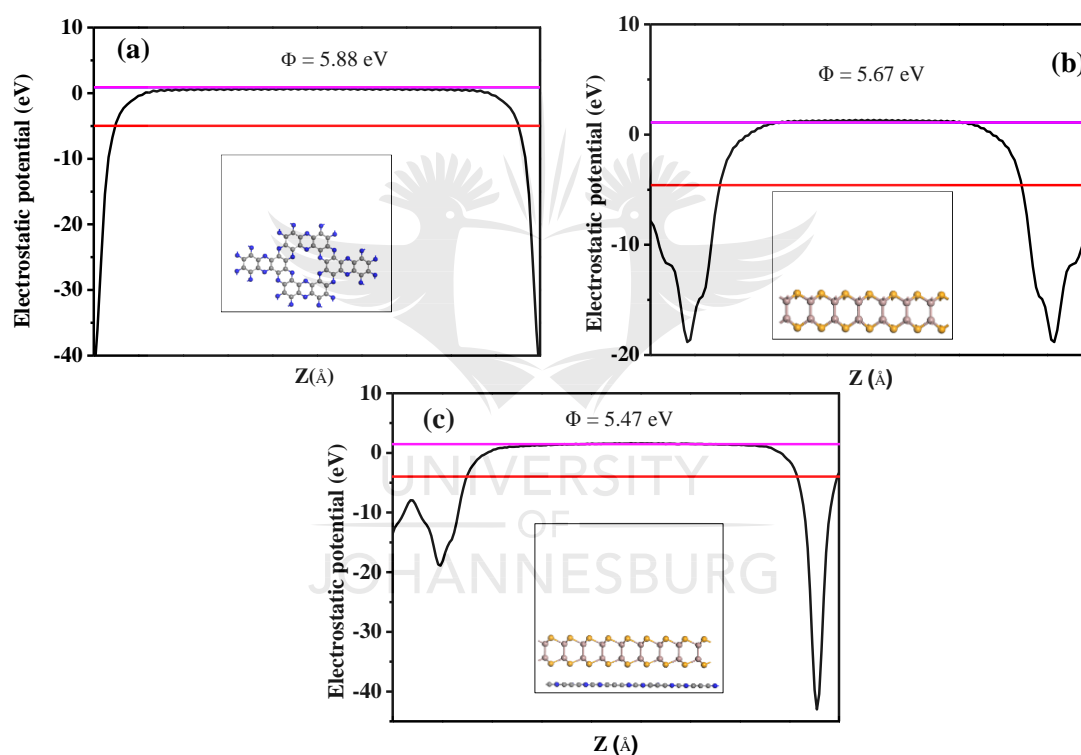 (a)
Φ = 5.88 eV
Electrostatic potential (eV)
10
0
-10
-20
-30
-40
Z(Å)
(b)
Φ = 5.67 eV
Electrostatic potential (eV)
10
0
-10
-20
Z (Å)
(c)
Φ = 5.47 eV
Electrostatic potential (eV)
10
0
-10
-20
-30
-40
Z (Å)
UNIVERSITY
OF
JOHANNESBURG